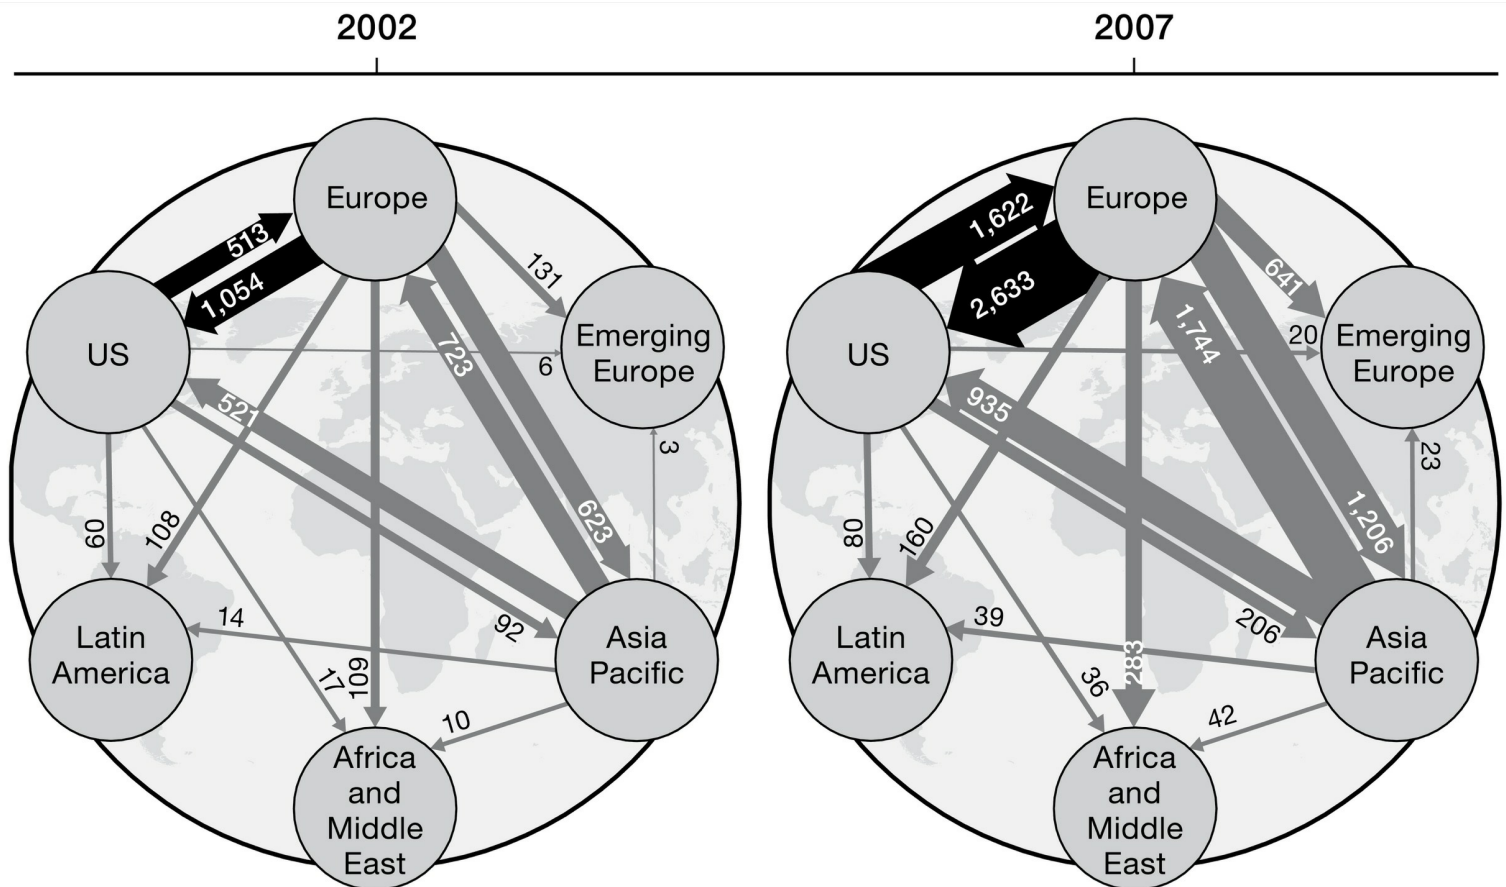 2002
2007
Europe
513
1,054
131
US
Emerging
Europe
6
723
521
3
623
60
108
14
92
Latin
America
Asia
Pacific
17
109
10
Africa
and
Middle
East
Europe
1,622
2,633
641
US
Emerging
Europe
20
1,744
935
23
1,206
80
160
39
206
Latin
America
Asia
Pacific
36
283
42
Africa
and
Middle
East